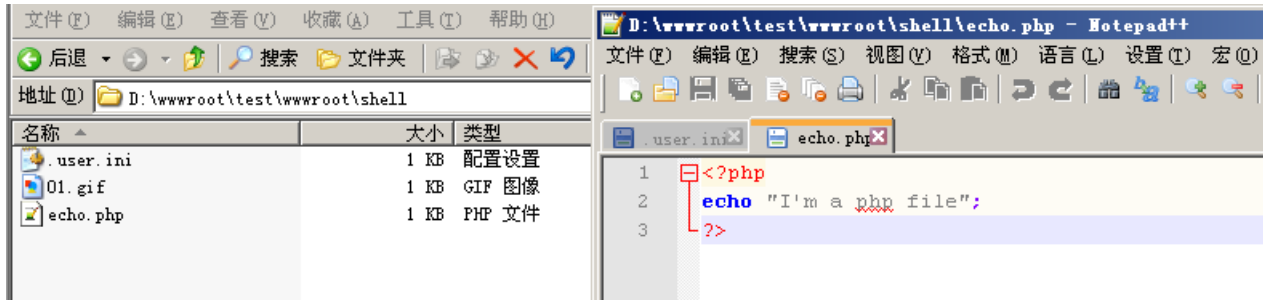 文件(F) 编辑(E) 查看(V) 收藏(A) 工具(T) 帮助(H)
后退 搜索 文件夹
地址(D) D:\wwwroot\test\wwwroot\shell
名称 大小 类型
.user.ini 1 KB 配置设置
01.gif 1 KB GIF 图像
echo.php 1 KB PHP 文件
D:\wwwroot\test\wwwroot\shell\echo.php - Notepad++
文件(F) 编辑(E) 搜索(S) 视图(V) 格式(M) 语言(L) 设置(T) 宏(O)
.user.ini echo.php
1 <?php
2 echo "I'm a php file";
3 ?>